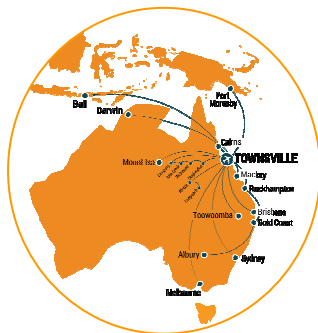 Port
Moresby
Bali
Darwin
Cairns
TOWNSVILLE
Mount Isa
Mackay
Rockhampton
Toowoomba
Brisbane
Gold Coast
Albury
Sydney
Melbourne